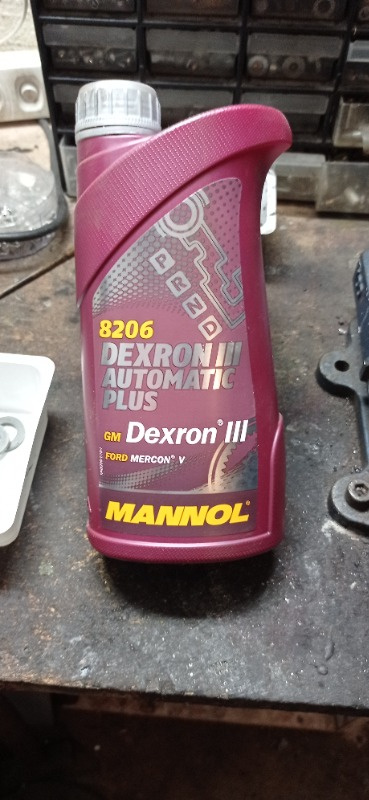 P R N D
8206
DEXRON III
AUTOMATIC
PLUS
GM Dexron® III
FORD MERCON® V
MANNOL®